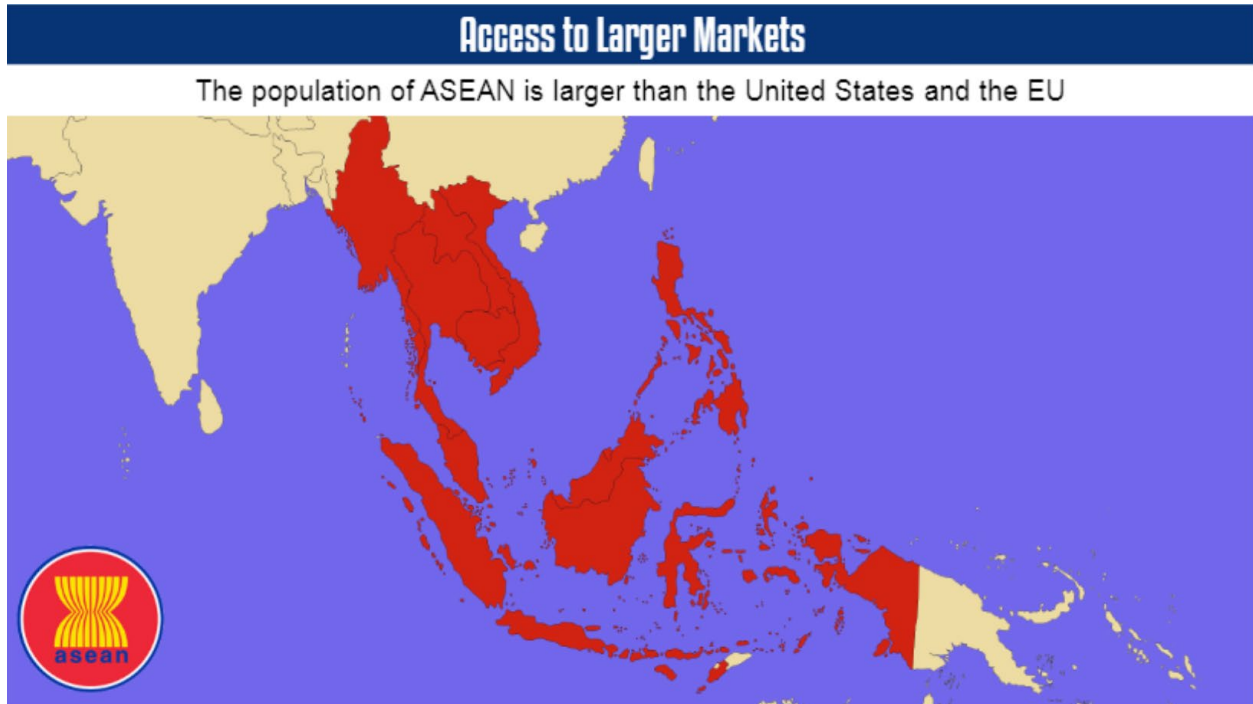 Access to Larger Markets
The population of ASEAN is larger than the United States and the EU
asean